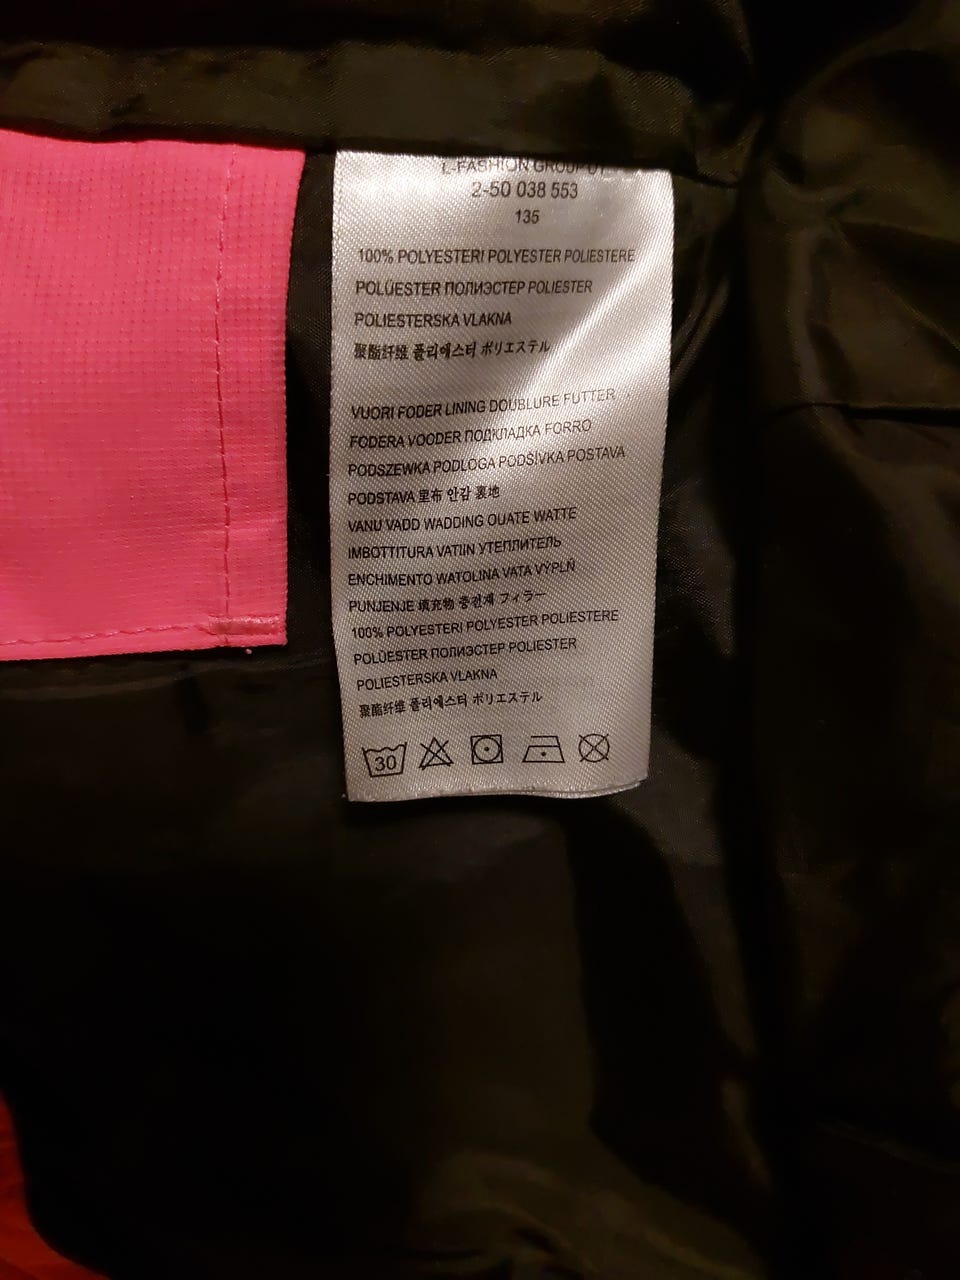 L-FASHION GROUP OY
2-50 038 553
135
100% POLYESTERI POLYESTER POLIESTERE
POLÜESTER ПОЛИЭСТЕР POLIESTER
POLIESTERSKA VLAKNA
聚酯纤维 폴리에스터 ポリエステル
VUORI FODER LINING DOUBLURE FUTTER
FODERA VOODER ПОДКЛАДКА FORRO
PODSZEWKA PODLOGA PODŠÍVKA POSTAVA
PODSTAVA 里布 안감 裏地
VANU VADD WADDING OUATE WATTE
IMBOTTITURA VATIIN УТЕПЛИТЕЛЬ
ENCHIMENTO WATOLINA VATA VÝPLŇ
PUNJENJE 填充物 충전재 フィラー
100% POLYESTERI POLYESTER POLIESTERE
POLÜESTER ПОЛИЭСТЕР POLIESTER
POLIESTERSKA VLAKNA
聚酯纤维 폴리에스터 ポリエステル
30